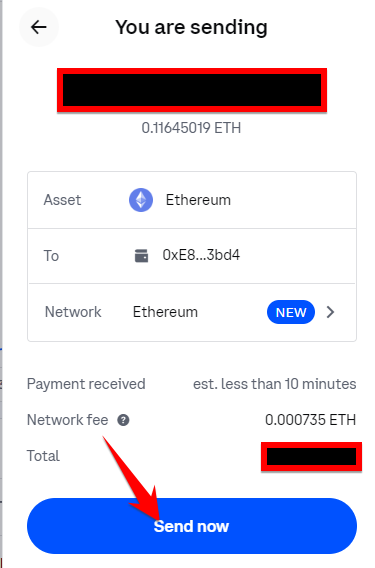 You are sending
0.11645019 ETH
Asset Ethereum
To 0xE8...3bd4
Network Ethereum NEW
Payment received est. less than 10 minutes
Network fee ? 0.000735 ETH
Total
Send now